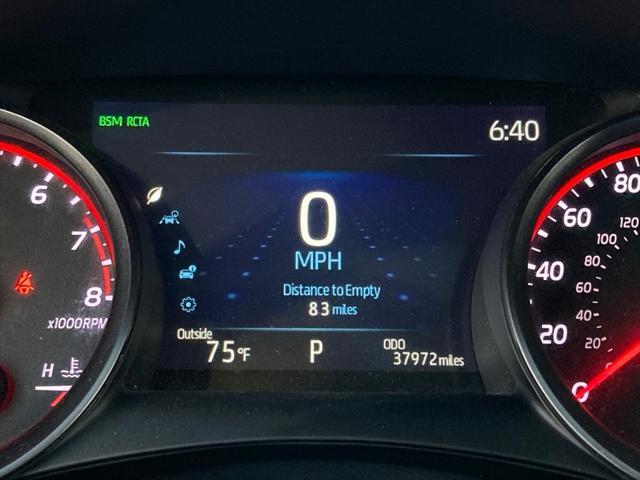 BSM RCTA
6:40
0
MPH
Distance to Empty
83 miles
Outside
75°F
P
ODO
37972 miles
6
7
8
x1000RPM
H
80
60
40
20
0
120
100
80
60
40
20
0